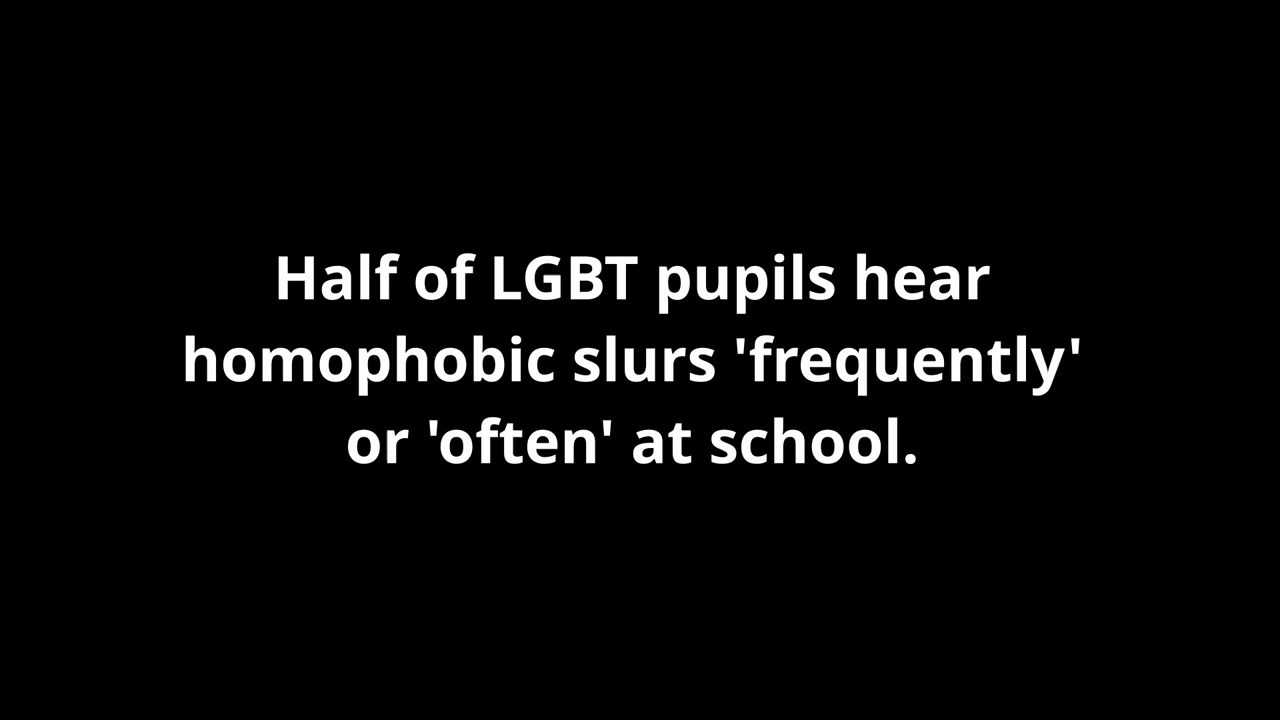 Half of LGBT pupils hear
homophobic slurs 'frequently'
or 'often' at school.